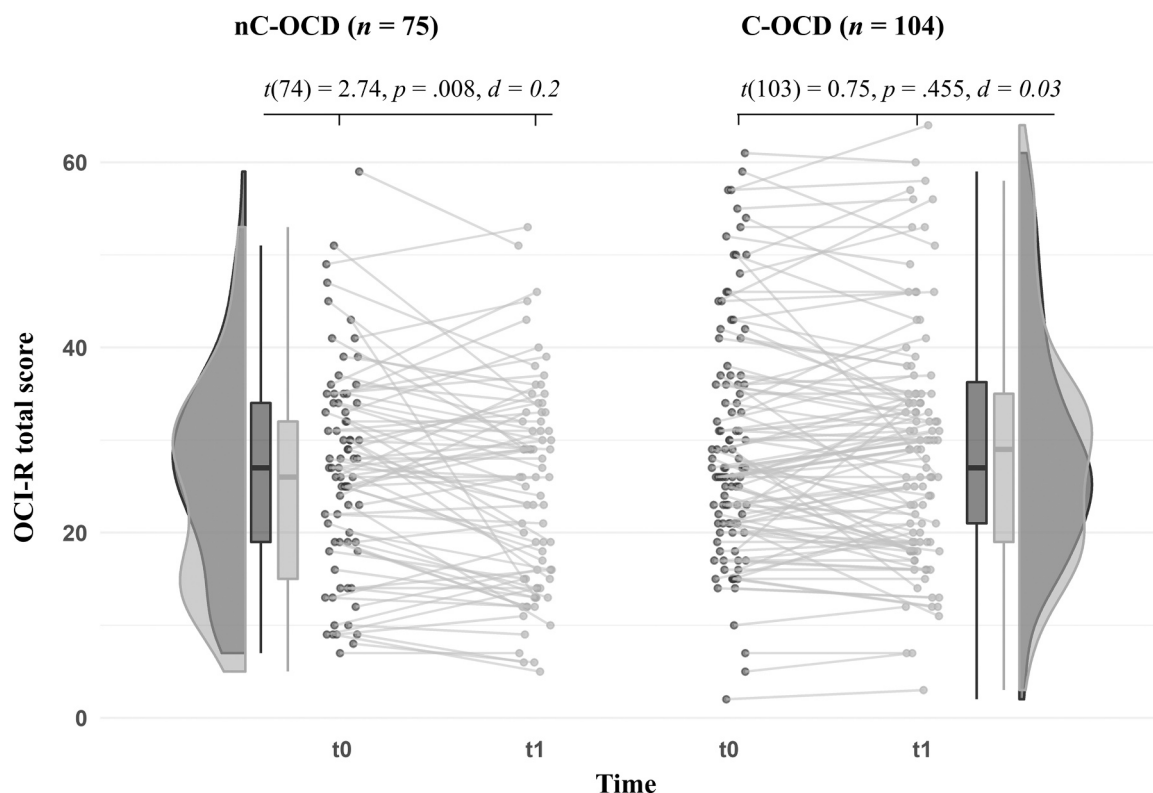 nC-OCD (n = 75)
C-OCD (n = 104)
t(74) = 2.74, p = .008, d = 0.2
t(103) = 0.75, p = .455, d = 0.03
OCI-R total score
60
40
20
0
t0
t1
t0
t1
Time